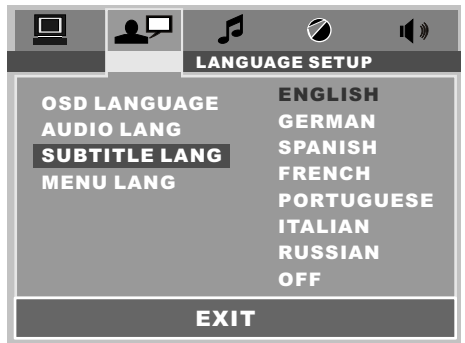 LANGUAGE SETUP
OSD LANGUAGE
AUDIO LANG
SUBTITLE LANG
MENU LANG
ENGLISH
GERMAN
SPANISH
FRENCH
PORTUGUESE
ITALIAN
RUSSIAN
OFF
EXIT